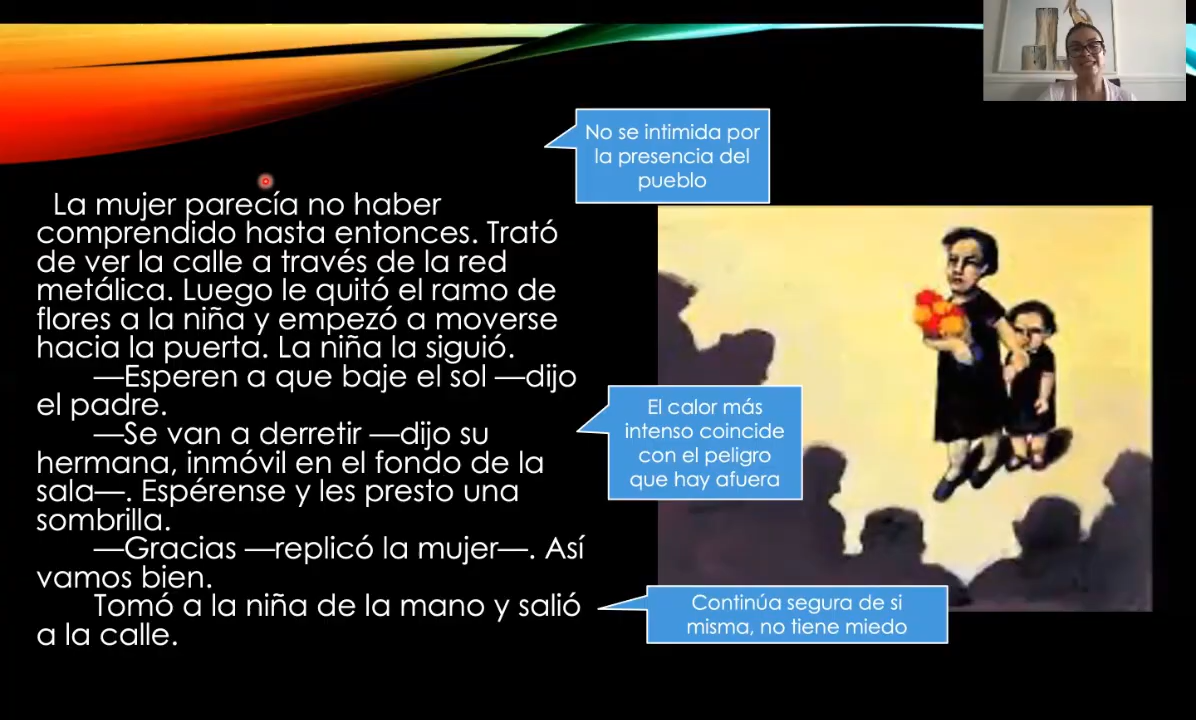 No se intimida por
la presencia del
pueblo
La mujer parecía no haber
comprendido hasta entonces. Trató
de ver la calle a través de la red
metálica. Luego le quitó el ramo de
flores a la niña y empezó a moverse
hacia la puerta. La niña la siguió.
—Esperen a que baje el sol —dijo
el padre.
—Se van a derretir —dijo su
hermana, inmóvil en el fondo de la
sala—. Espérense y les presto una
sombrilla.
—Gracias —replicó la mujer—. Así
vamos bien.
Tomó a la niña de la mano y salió
a la calle.
El calor más
intenso coincide
con el peligro
que hay afuera
Continúa segura de si
misma, no tiene miedo